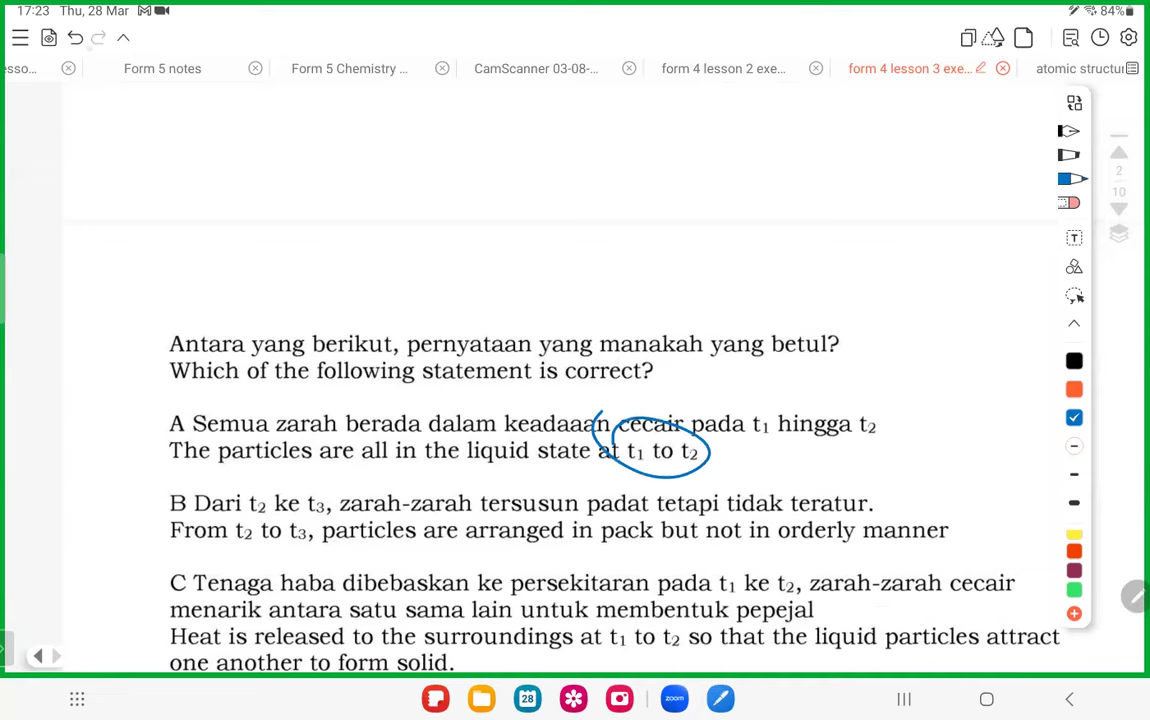 17:23 Thu, 28 Mar 84%
esso... Form 5 notes Form 5 Chemistry ... CamScanner 03-08-... form 4 lesson 2 exe... form 4 lesson 3 exe... atomic structur
2
10
T
Antara yang berikut, pernyataan yang manakah yang betul?
Which of the following statement is correct?
A Semua zarah berada dalam keadaaan cecair pada t₁ hingga t₂
The particles are all in the liquid state at t₁ to t₂
B Dari t₂ ke t₃, zarah-zarah tersusun padat tetapi tidak teratur.
From t₂ to t₃, particles are arranged in pack but not in orderly manner
C Tenaga haba dibebaskan ke persekitaran pada t₁ ke t₂, zarah-zarah cecair
menarik antara satu sama lain untuk membentuk pepejal
Heat is released to the surroundings at t₁ to t₂ so that the liquid particles attract
one another to form solid.
28 zoom